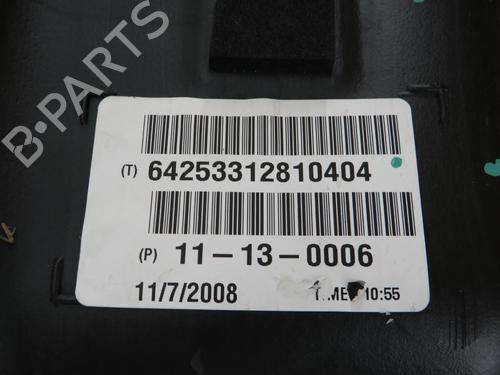 B-PARTS
(T) 64253312810404
(P) 11-13-0006
11/7/2008 10:55